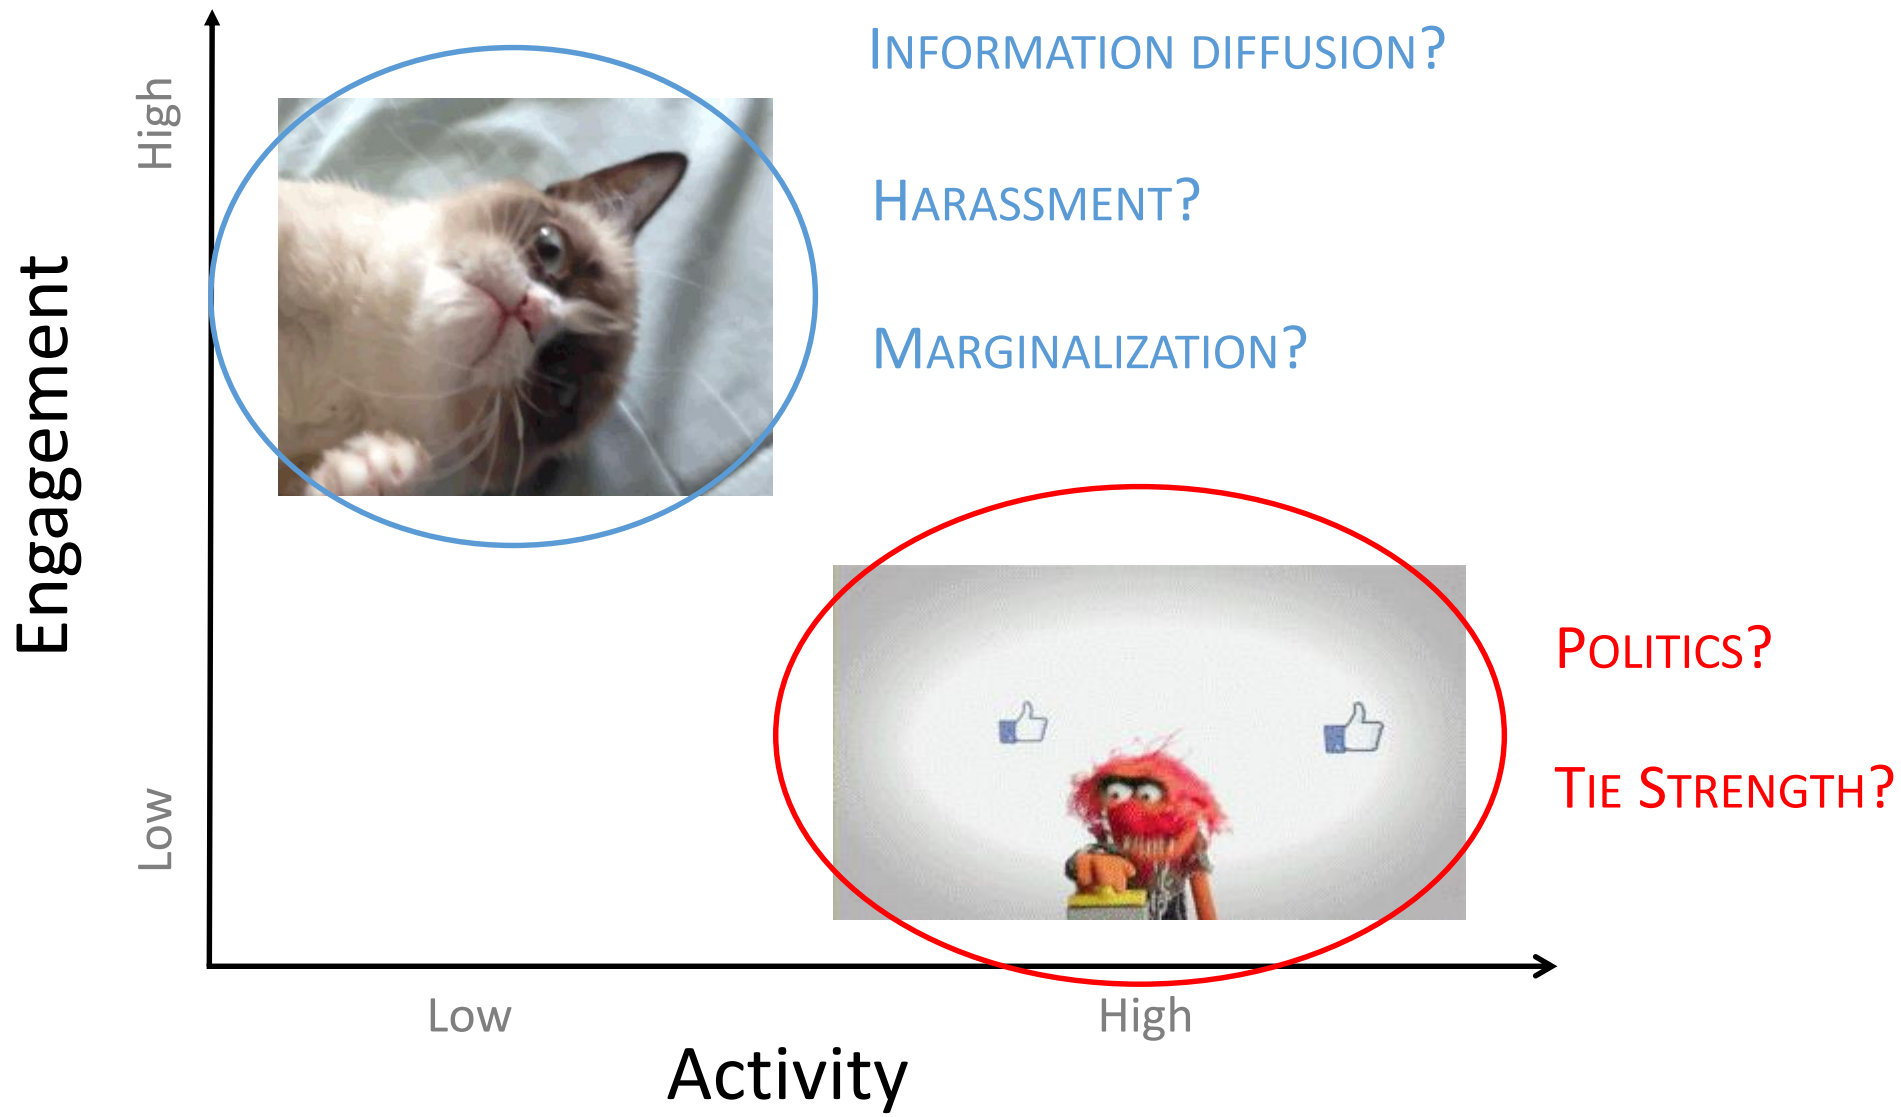 INFORMATION DIFFUSION?
High
HARASSMENT?
MARGINALIZATION?
Engagement
POLITICS?
TIE STRENGTH?
Low
Low
High
Activity